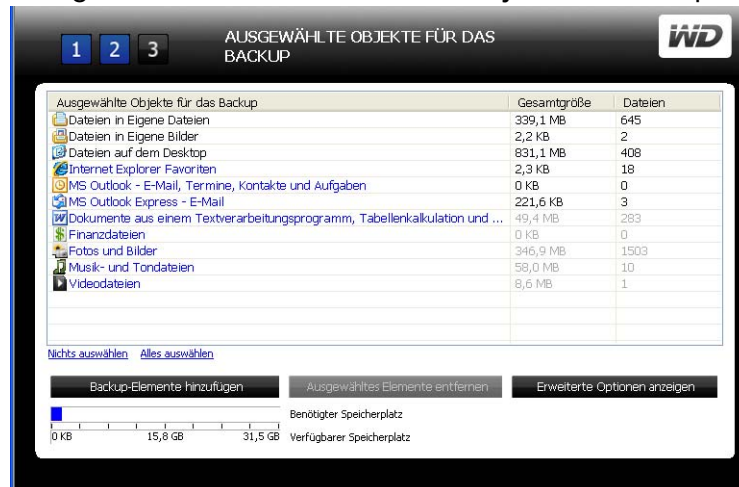 1 2 3
AUSGEWÄHLTE OBJEKTE FÜR DAS
BACKUP
WD
Ausgewählte Objekte für das Backup Gesamtgröße Dateien
Dateien in Eigene Dateien 339,1 MB 645
Dateien in Eigene Bilder 2,2 KB 2
Dateien auf dem Desktop 831,1 MB 408
Internet Explorer Favoriten 2,3 KB 18
MS Outlook - E-Mail, Termine, Kontakte und Aufgaben 0 KB 0
MS Outlook Express - E-Mail 221,6 KB 3
Dokumente aus einem Textverarbeitungsprogramm, Tabellenkalkulation und ... 49,4 MB 283
Finanzdateien 0 KB 0
Fotos und Bilder 346,9 MB 1503
Musik- und Tondateien 58,0 MB 10
Videodateien 8,6 MB 1
Nichts auswählen Alles auswählen
Backup-Elemente hinzufügen Ausgewähltes Elemente entfernen Erweiterte Optionen anzeigen
Benötigter Speicherplatz
0 KB 15,8 GB 31,5 GB Verfügbarer Speicherplatz